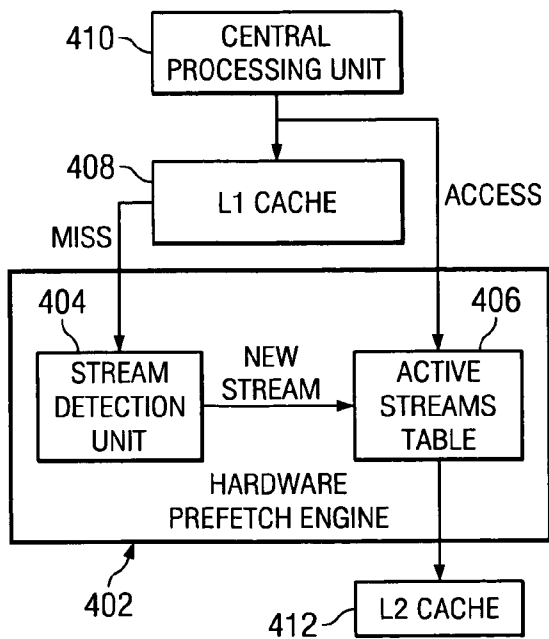 410
CENTRAL
PROCESSING UNIT
408
L1 CACHE
ACCESS
MISS
404
406
STREAM
DETECTION
UNIT
NEW
STREAM
ACTIVE
STREAMS
TABLE
HARDWARE
PREFETCH ENGINE
402
412
L2 CACHE